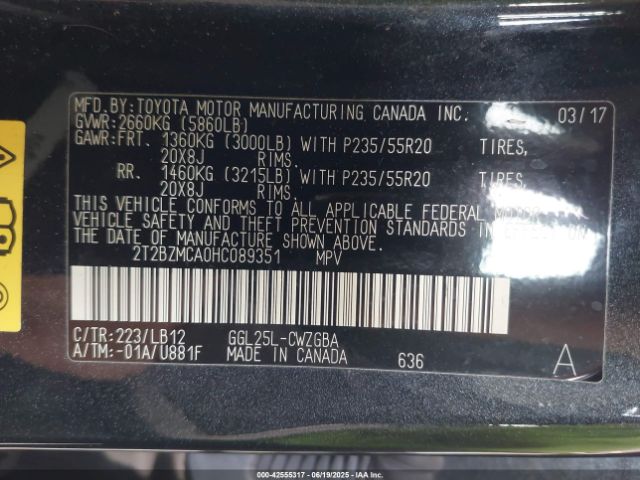 MFD.BY:TOYOTA MOTOR MANUFACTURING CANADA INC. 03/17
GVWR:2660KG (5860LB)
GAWR:FRT. 1360KG (3000LB) WITH P235/55R20 TIRES,
20X8J RIMS.
RR. 1460KG (3215LB) WITH P235/55R20 TIRES,
20X8J RIMS.
THIS VEHICLE CONFORMS TO ALL APPLICABLE FEDERAL MOTOR
VEHICLE SAFETY AND THEFT PREVENTION STANDARDS IN EFFECT ON
THE DATE OF MANUFACTURE SHOWN ABOVE.
2T2BZMCA0HC089351 MPV
C/TR:223/LB12 GGL25L-CWZGBA
A/TM:-01A/U881F MADE IN CANADA 636 A
000-42555317 - 06/19/2025 - IAA Inc.